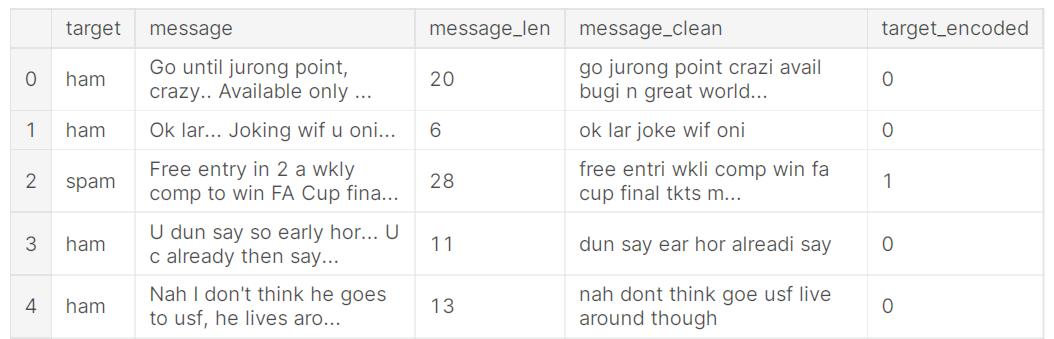 target message message_len message_clean target_encoded
0 ham Go until jurong point, crazy.. Available only ... 20 go jurong point crazi avail bugi n great world... 0
1 ham Ok lar... Joking wif u oni... 6 ok lar joke wif oni 0
2 spam Free entry in 2 a wkly comp to win FA Cup fina... 28 free entri wkli comp win fa cup final tkts m... 1
3 ham U dun say so early hor... U c already then say... 11 dun say ear hor alreadi say 0
4 ham Nah I don't think he goes to usf, he lives aro... 13 nah dont think goe usf live around though 0